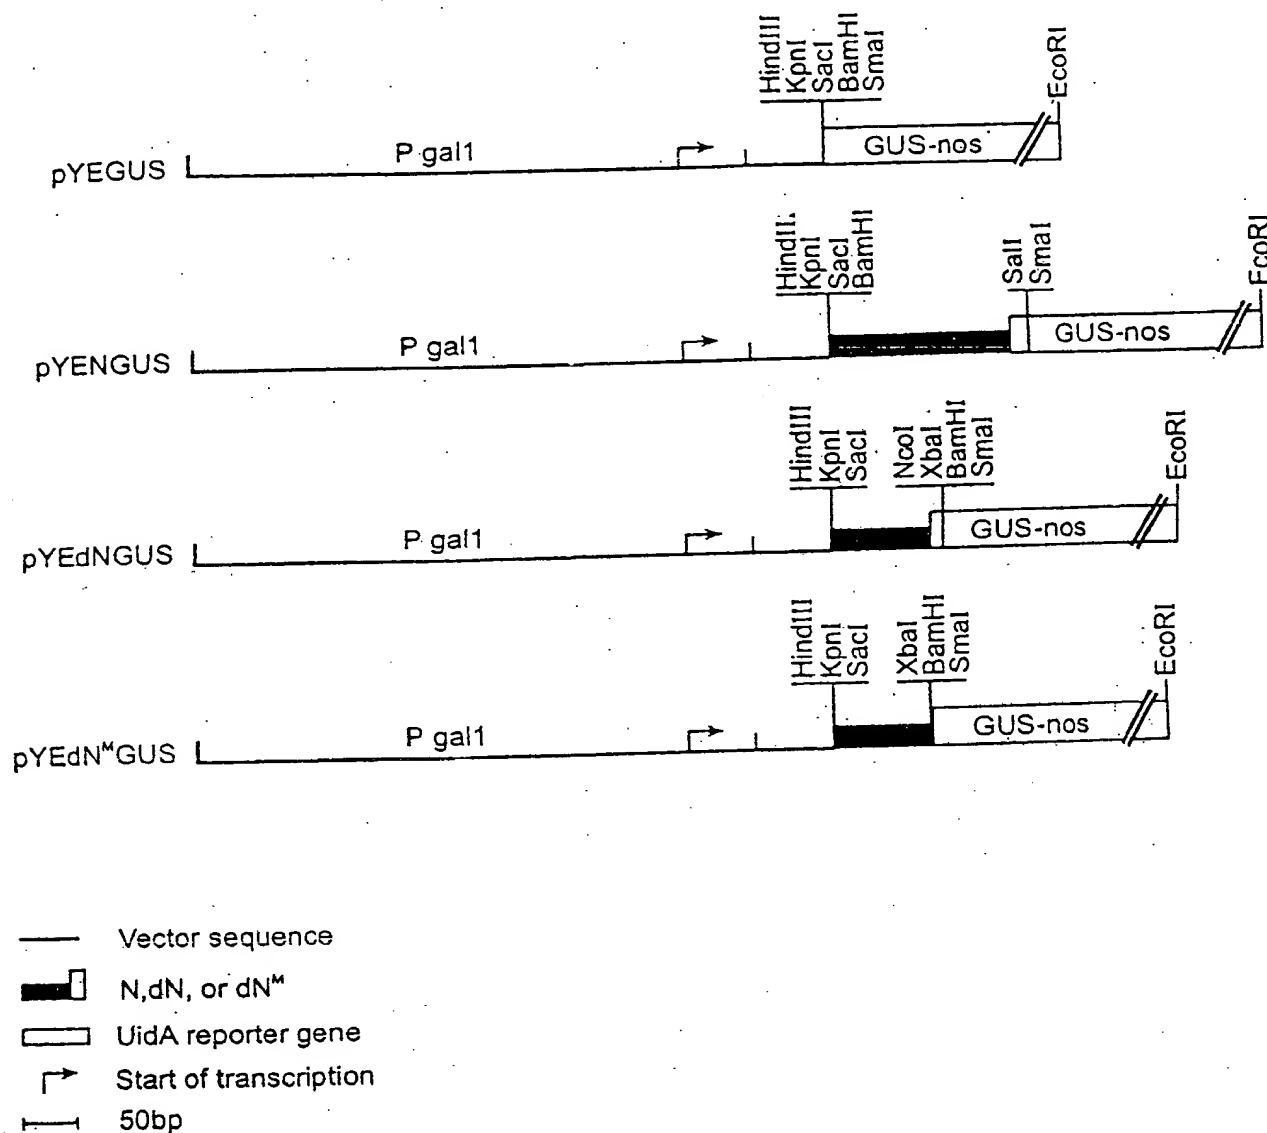 HindIII
KpnI
SacI
BamHI
SmaI
EcoRI
pYEGUS
P gal1
GUS-nos
HindIII
KpnI
SacI
BamHI
SalI
SmaI
EcoRI
pYENGUS
P gal1
GUS-nos
HindIII
KpnI
SacI
NcoI
XbaI
BamHI
SmaI
EcoRI
pYEdNGUS
P gal1
GUS-nos
HindIII
KpnI
SacI
XbaI
BamHI
SmaI
EcoRI
pYEdNᴹGUS
P gal1
GUS-nos
Vector sequence
N,dN, or dNᴹ
UidA reporter gene
Start of transcription
50bp